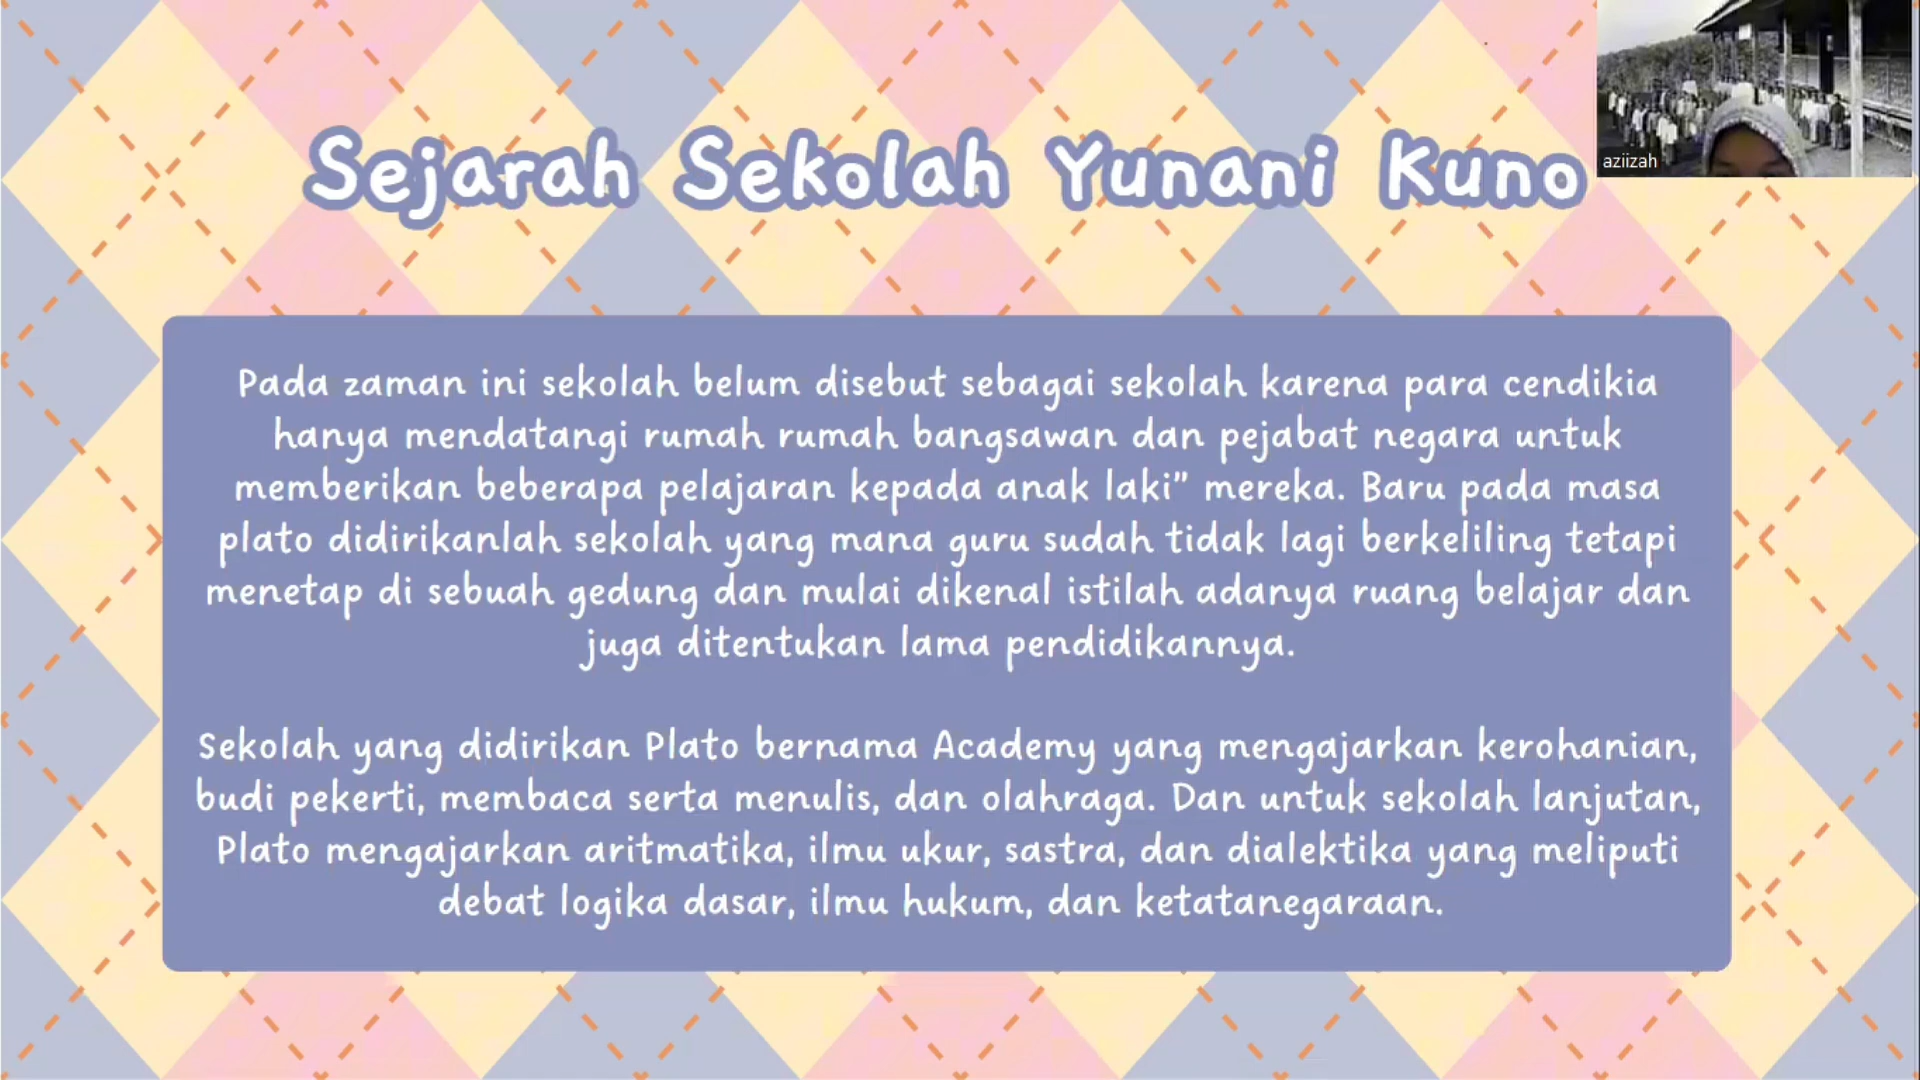 Sejarah Sekolah Yunani Kuno
aziizah
Pada zaman ini sekolah belum disebut sebagai sekolah karena para cendikia
hanya mendatangi rumah rumah bangsawan dan pejabat negara untuk
memberikan beberapa pelajaran kepada anak laki" mereka. Baru pada masa
plato didirikanlah sekolah yang mana guru sudah tidak lagi berkeliling tetapi
menetap di sebuah gedung dan mulai dikenal istilah adanya ruang belajar dan
juga ditentukan lama pendidikannya.
Sekolah yang didirikan Plato bernama Academy yang mengajarkan kerohanian,
budi pekerti, membaca serta menulis, dan olahraga. Dan untuk sekolah lanjutan,
Plato mengajarkan aritmatika, ilmu ukur, sastra, dan dialektika yang meliputi
debat logika dasar, ilmu hukum, dan ketatanegaraan.